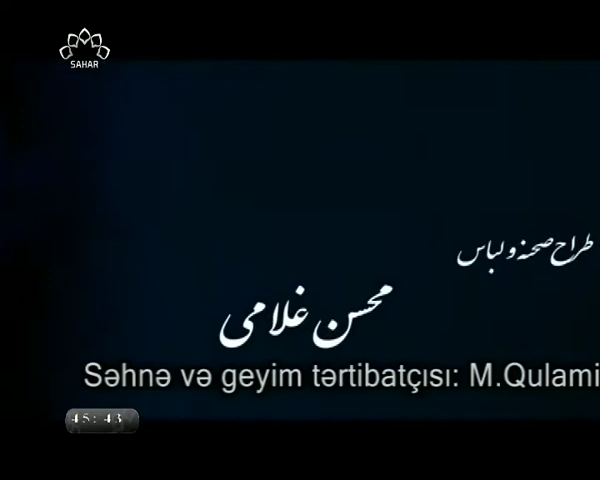 SAHAR
طراح صحنه و لباس
محسن غلامی
Səhnə və geyim tərtibatçısı: M.Qulami
45:43